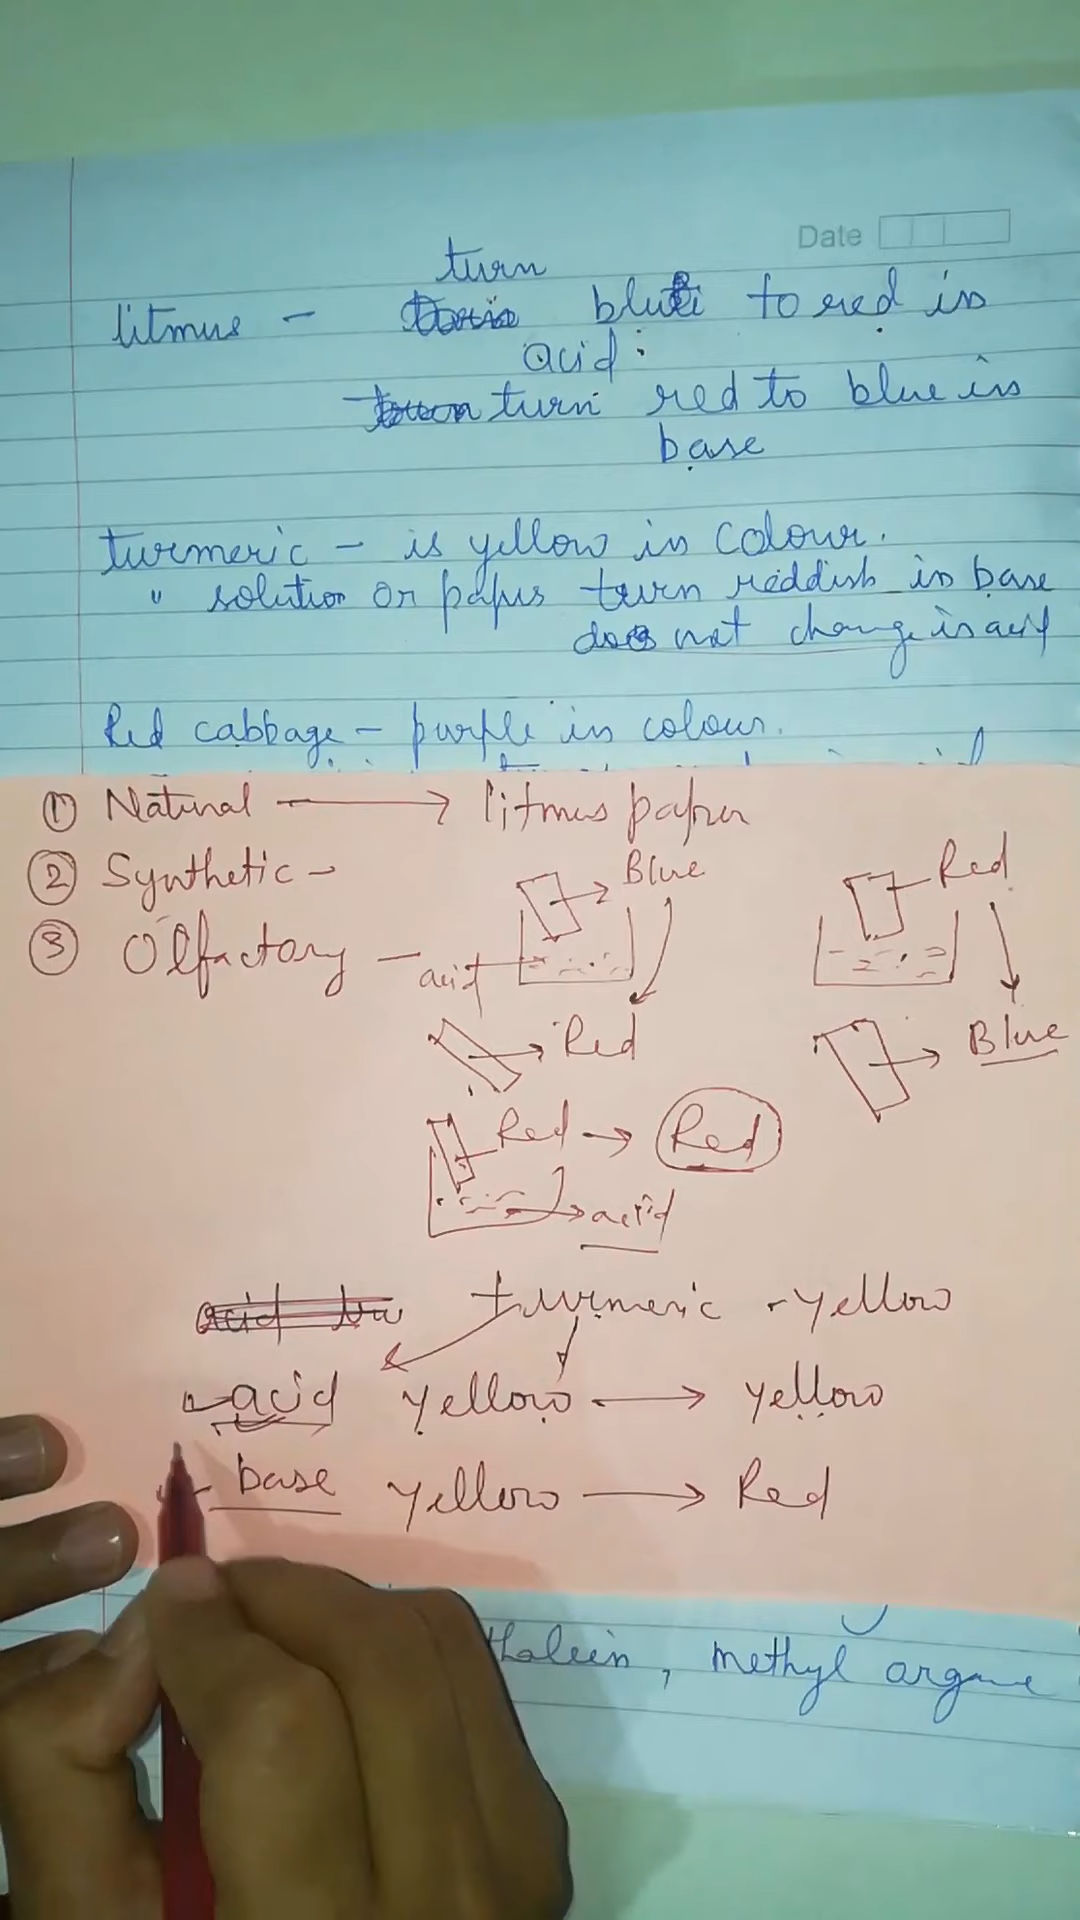 Date
turn
litmus - blue to red in
acid.
turn red to blue in
base
turmeric - is yellow in colour.
" solution or paper turn reddish in base
does not change in acid
Red cabbage - purple in colour.
① Natural → litmus paper
② Synthetic -
③ Olfactory -
Blue
acid
Red
Red
Blue
Red → Red
acid
turmeric - yellow
acid yellow → yellow
base yellow → Red
thalein, methyl